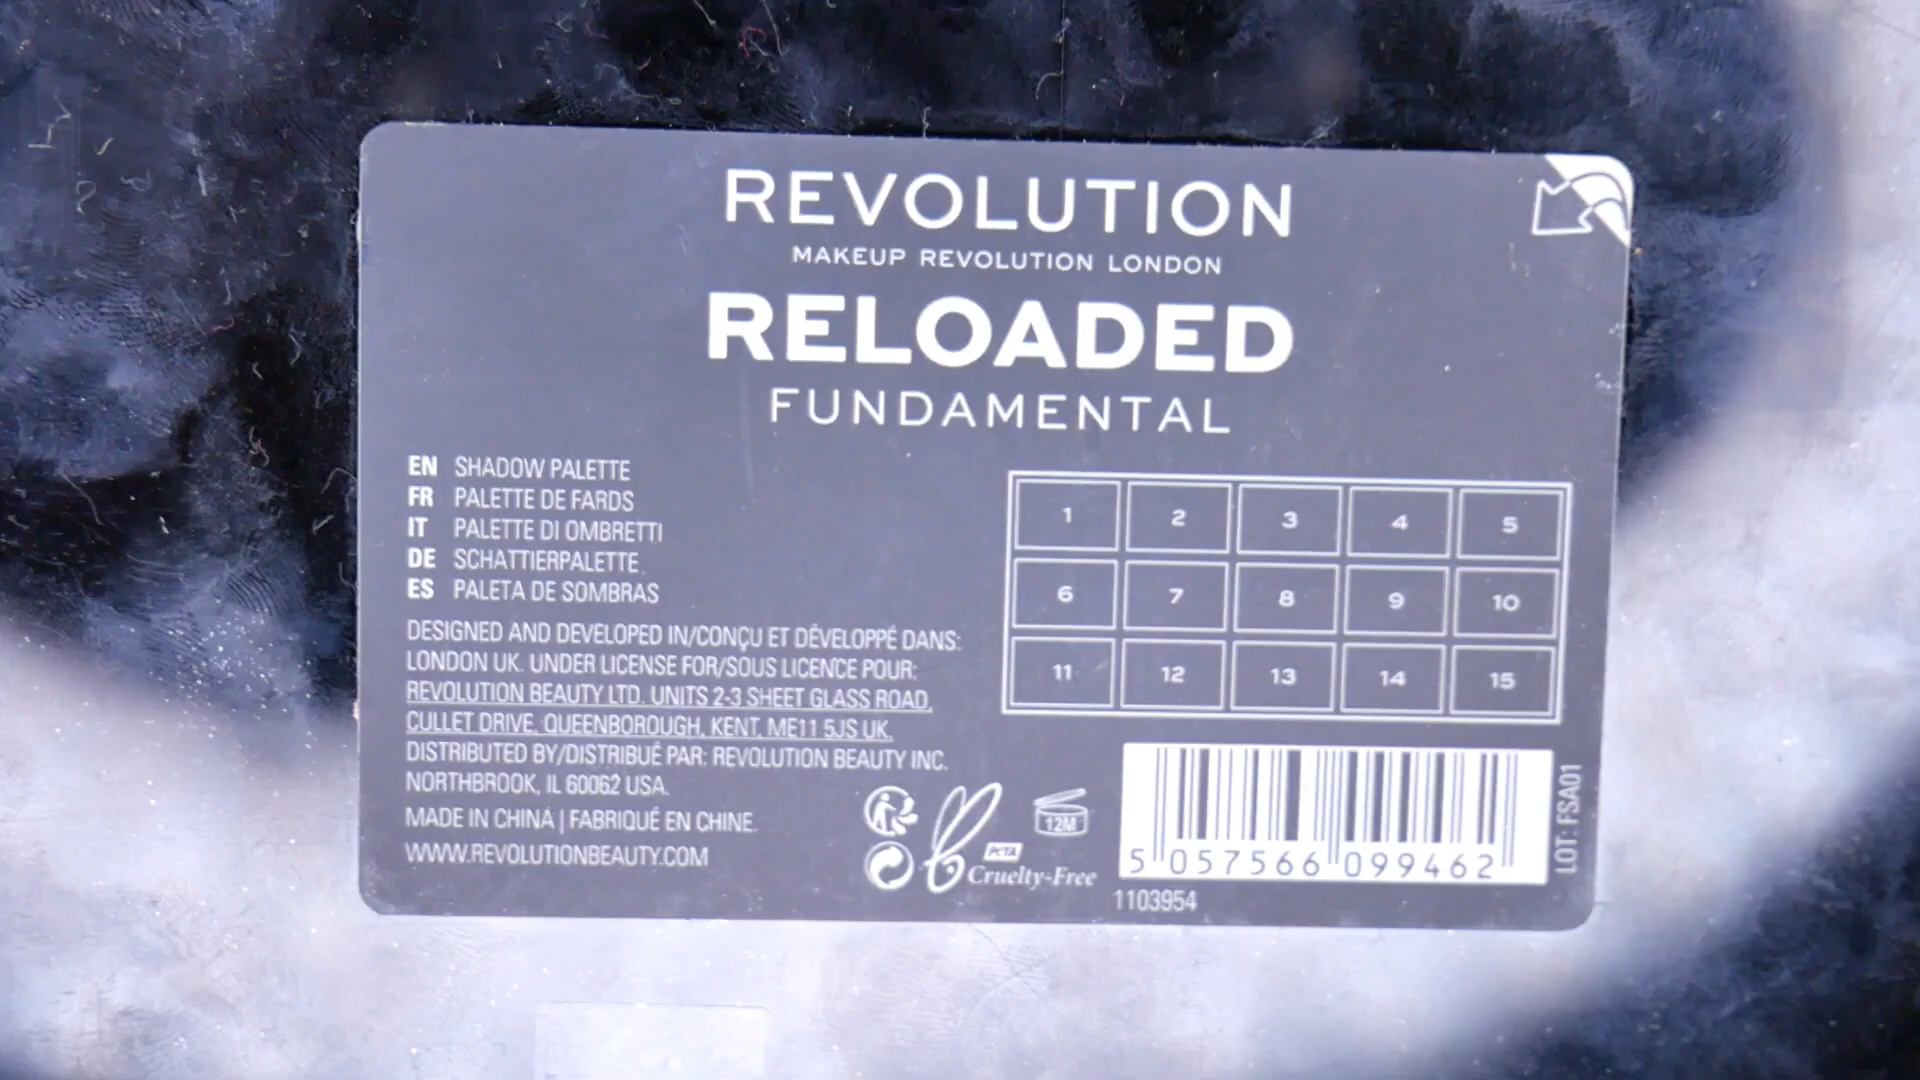 REVOLUTION
MAKEUP REVOLUTION LONDON
RELOADED
FUNDAMENTAL
EN SHADOW PALETTE
FR PALETTE DE FARDS
IT PALETTE DI OMBRETTI
DE SCHATTIERPALETTE
ES PALETA DE SOMBRAS
DESIGNED AND DEVELOPED IN/CONÇU ET DÉVELOPPÉ DANS:
LONDON UK. UNDER LICENSE FOR/SOUS LICENCE POUR:
REVOLUTION BEAUTY LTD. UNITS 2-3 SHEET GLASS ROAD,
CULLET DRIVE, QUEENBOROUGH, KENT, ME11 5JS UK.
DISTRIBUTED BY/DISTRIBUÉ PAR: REVOLUTION BEAUTY INC.
NORTHBROOK, IL 60062 USA.
MADE IN CHINA | FABRIQUÉ EN CHINE.
WWW.REVOLUTIONBEAUTY.COM
1 2 3 4 5
6 7 8 9 10
11 12 13 14 15
12M
PETA
Cruelty-Free
5 057566 099462
1103954
LOT: FSA01